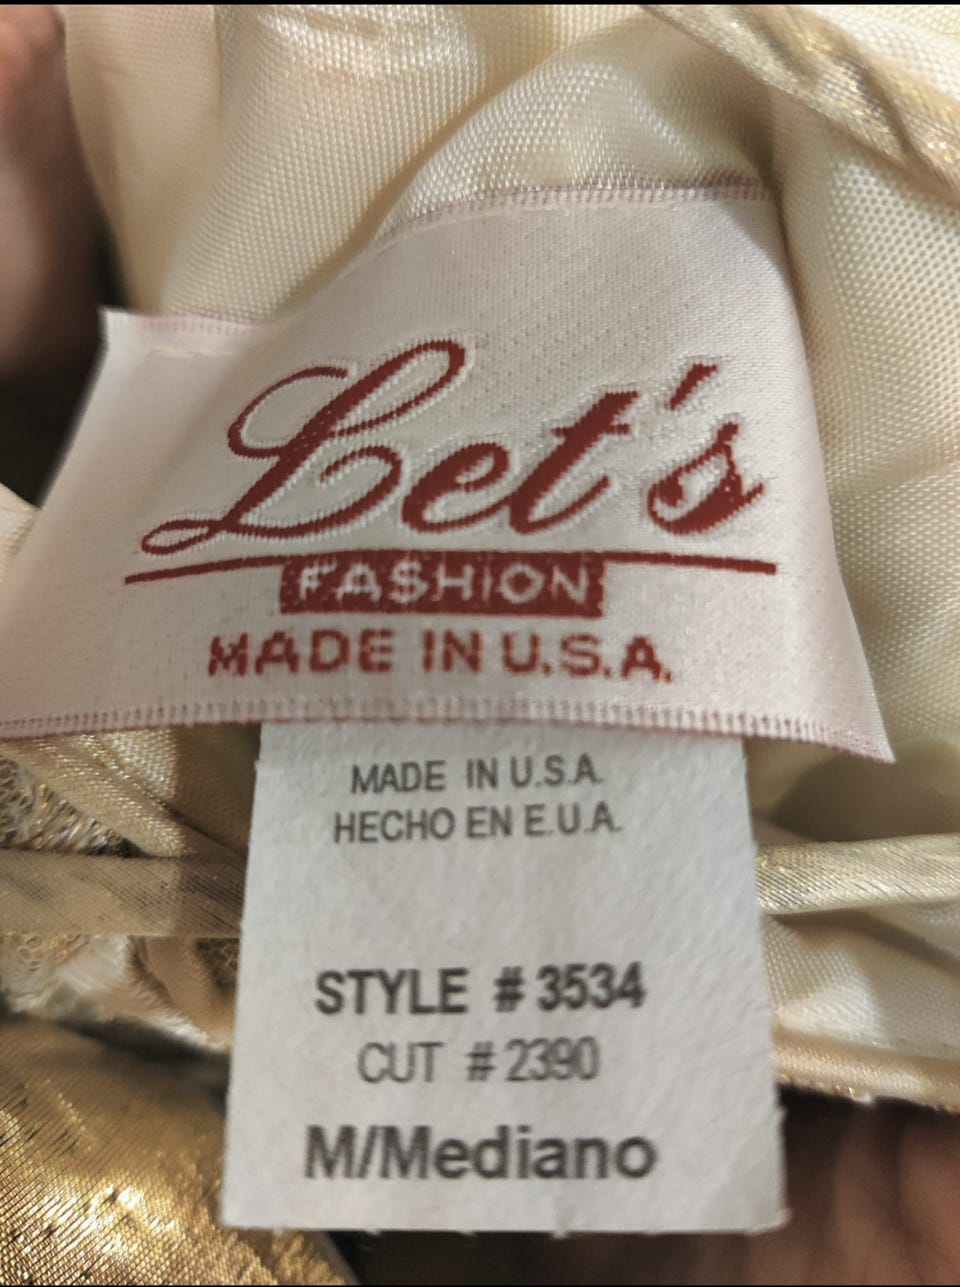 Let's
FASHION
MADE IN U.S.A.
MADE IN U.S.A.
HECHO EN E.U.A.
STYLE # 3534
CUT # 2390
M/Mediano